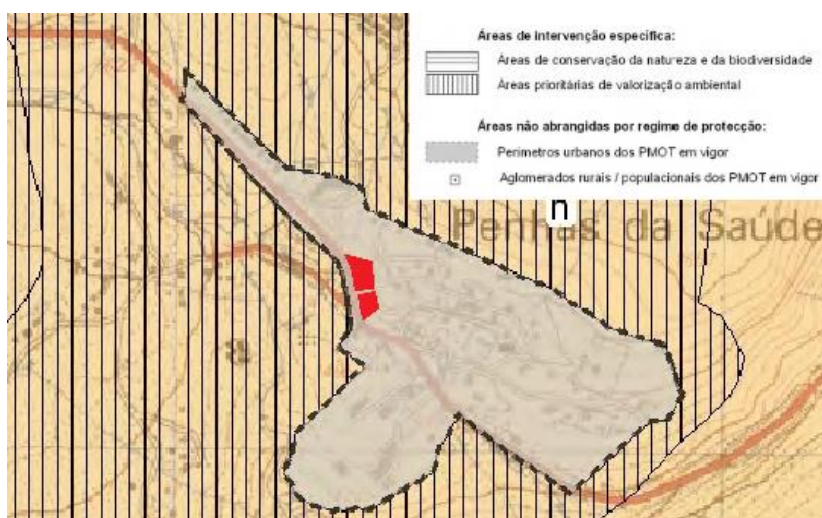 Áreas de intervenção específica:
Áreas de conservação da natureza e da biodiversidade
Áreas prioritárias de valorização ambiental
Áreas não abrangidas por regime de protecção:
Perimetros urbanos dos PMOT em vigor
Aglomerados rurais / populacionais dos PMOT em vigor
n
Penhas da Saúde